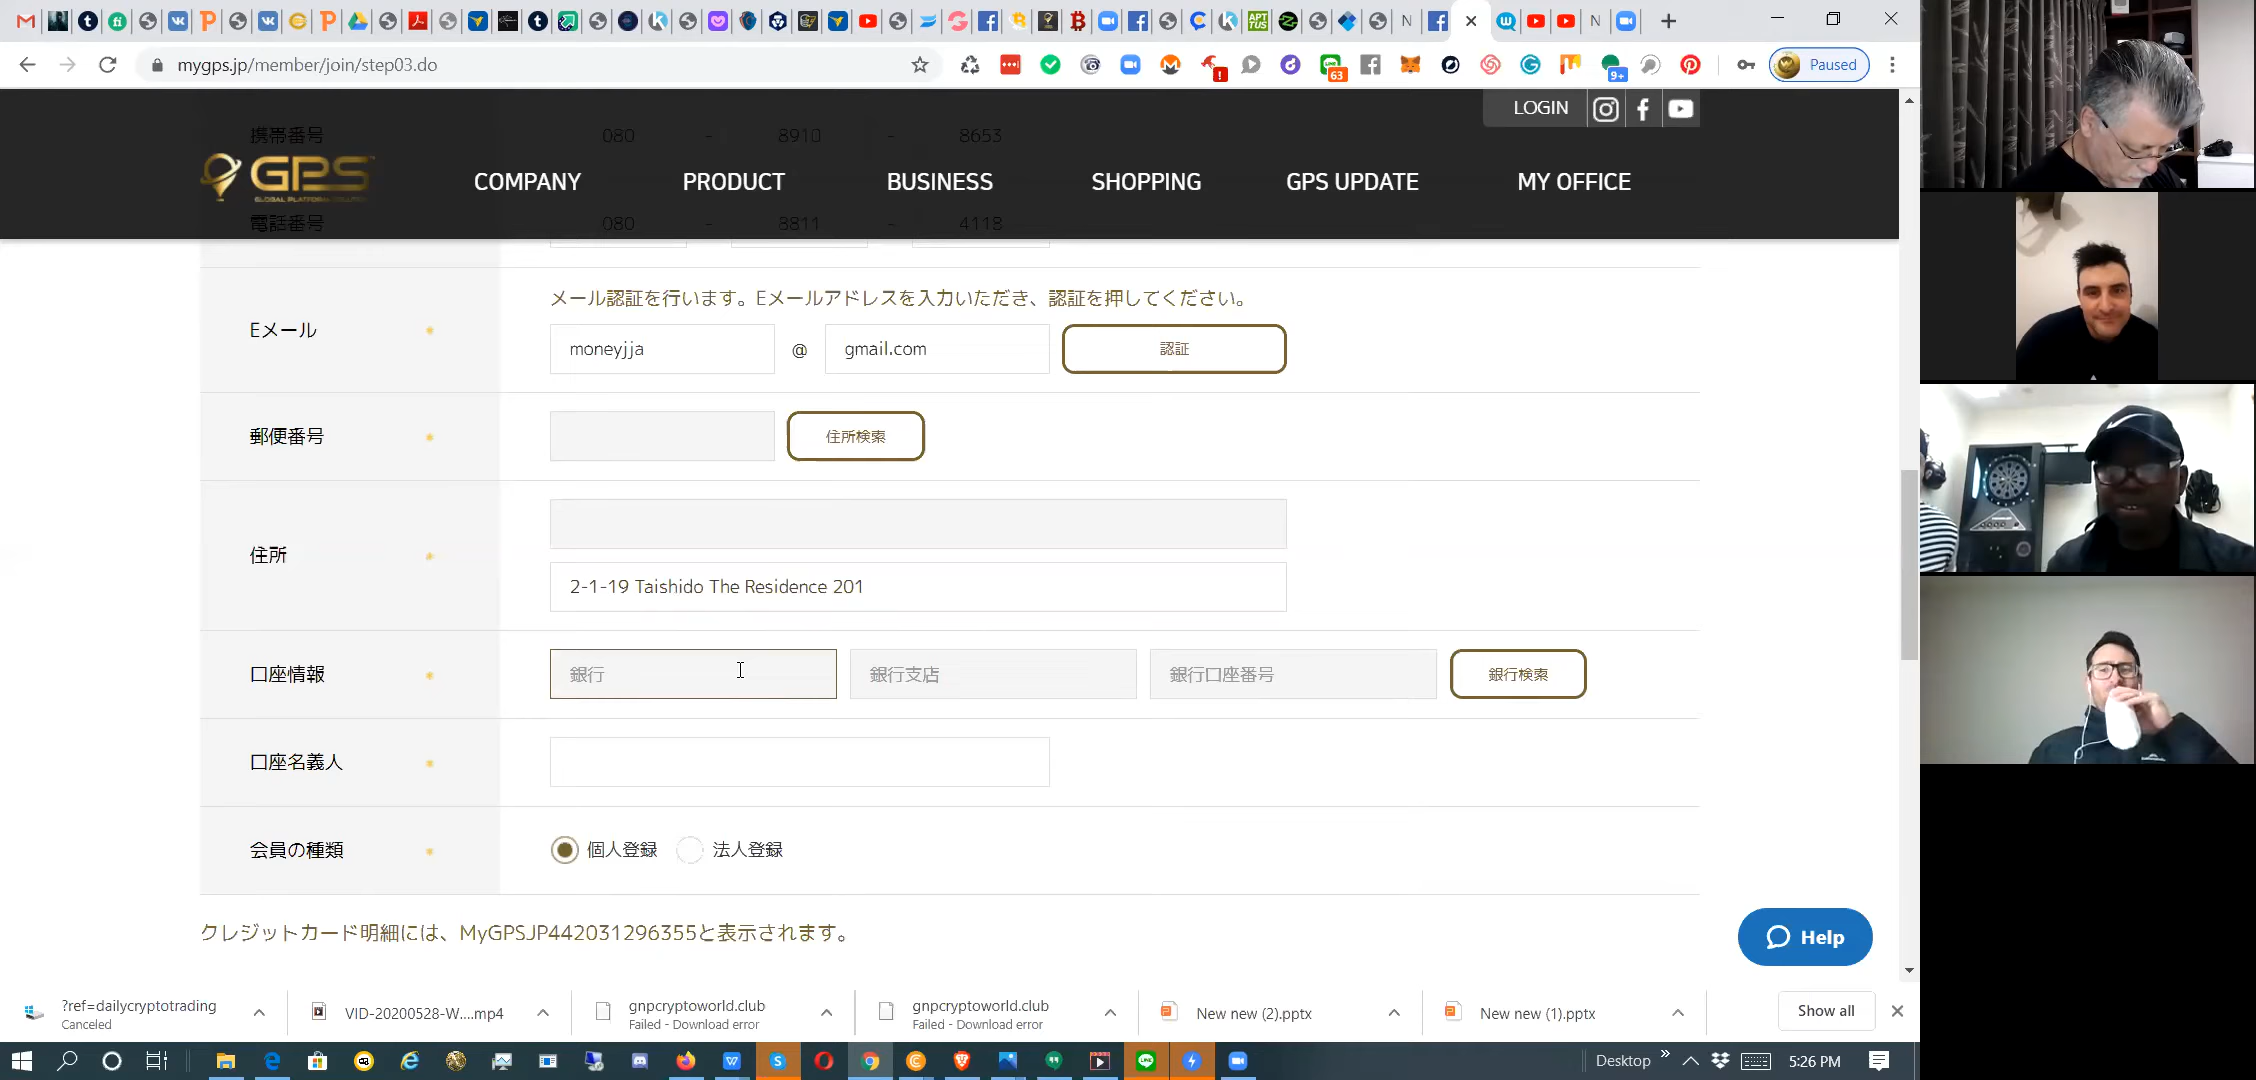 mygps.jp/member/join/step03.do
63
9+
Paused
LOGIN
携帯番号
080 - 8910 - 8653
GPS
COMPANY
PRODUCT
BUSINESS
SHOPPING
GPS UPDATE
MY OFFICE
電話番号
080 - 8811 - 4118
メール認証を行います。Eメールアドレスを入力いただき、認証を押してください。
Eメール
moneyjja @ gmail.com
認証
郵便番号
住所検索
住所
2-1-19 Taishido The Residence 201
口座情報
銀行
銀行支店
銀行口座番号
銀行検索
口座名義人
会員の種類
個人登録
法人登録
クレジットカード明細には、MyGPSJP442031296355と表示されます。
Help
?ref=dailycryptotrading
Canceled
VID-20200528-W....mp4
gnpcryptoworld.club
Failed - Download error
gnpcryptoworld.club
Failed - Download error
New new (2).pptx
New new (1).pptx
Show all
Desktop
5:26 PM